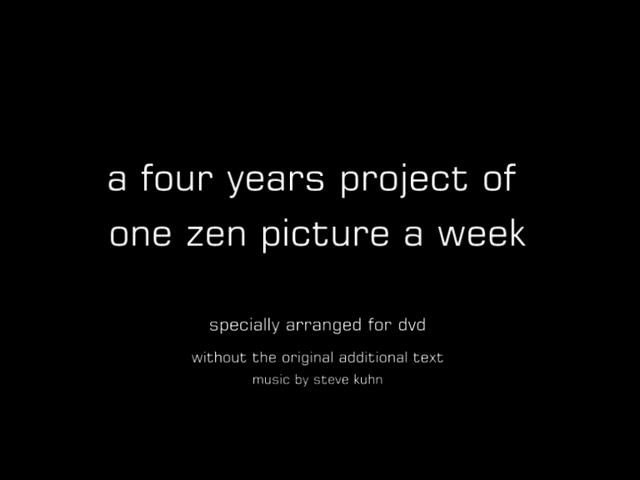 a four years project of
one zen picture a week
specially arranged for dvd
without the original additional text
music by steve kuhn